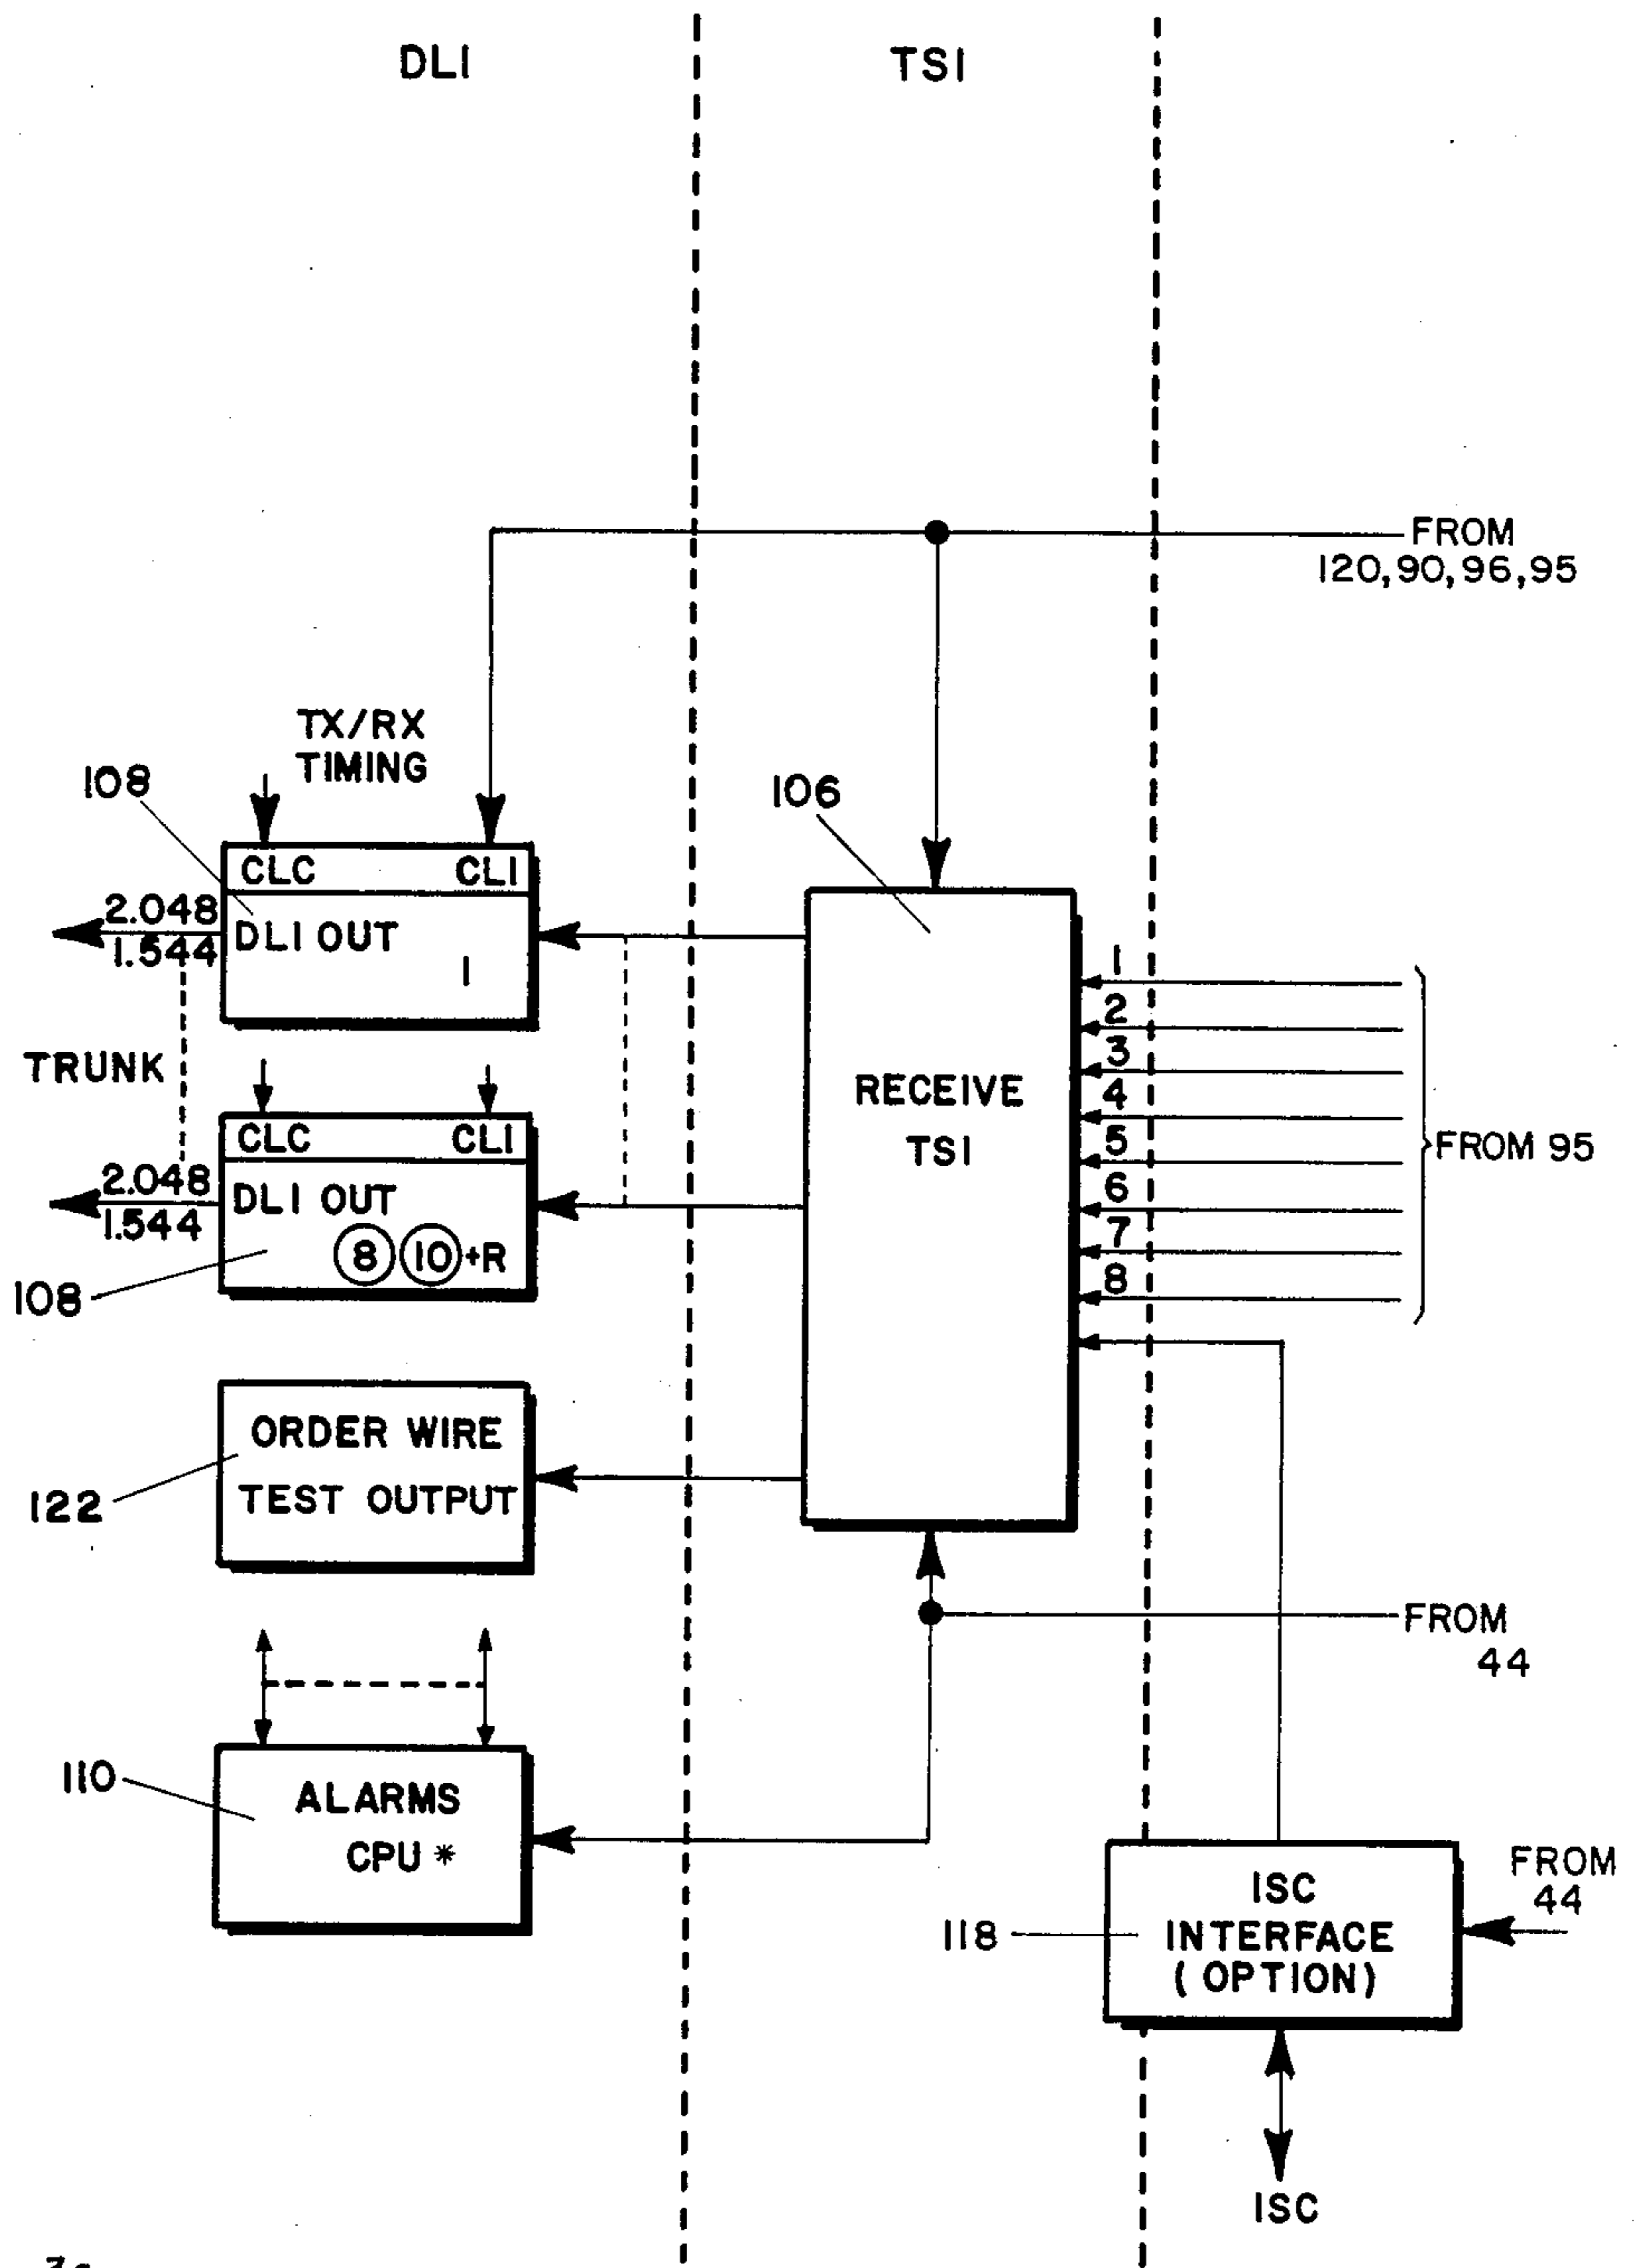 DLI
TSI
FROM
120,90,96,95
TX/RX
TIMING
108
106
CLC
CLI
2.048
1.544
DLI OUT
1
1
2
3
4
5
6
7
8
FROM 95
TRUNK
RECEIVE
TSI
CLC
CLI
2.048
1.544
DLI OUT
8 10 +R
108
ORDER WIRE
TEST OUTPUT
122
FROM
44
110
ALARMS
CPU *
FROM
44
118
ISC
INTERFACE
(OPTION)
ISC